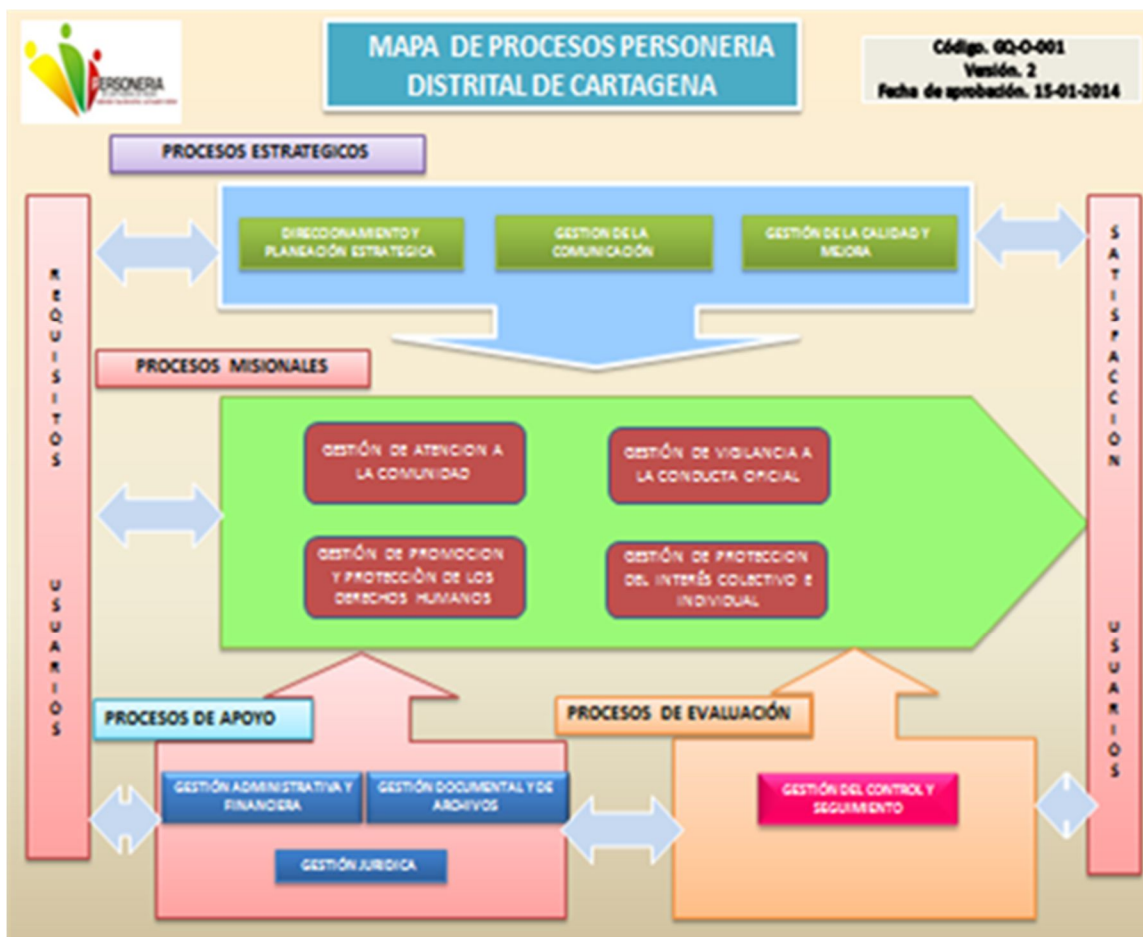 PERSONERIA
MAPA DE PROCESOS PERSONERIA
DISTRITAL DE CARTAGENA
Código. GQ-O-001
Versión. 2
Fecha de aprobación. 15-01-2014
PROCESOS ESTRATEGICOS
DIRECCIONAMIENTO Y
PLANEACIÓN ESTRATEGICA
GESTION DE LA
COMUNICACIÓN
GESTIÓN DE LA CALIDAD Y
MEJORA
REQUISITOS
USUARIOS
SATISFACCION
USUARIOS
PROCESOS MISIONALES
GESTIÓN DE ATENCION A
LA COMUNIDAD
GESTIÓN DE VIGILANCIA A
LA CONDUCTA OFICIAL
GESTIÓN DE PROMOCION
Y PROTECCIÒN DE LOS
DERECHOS HUMANOS
GESTIÓN DE PROTECCION
DEL INTERÉS COLECTIVO E
INDIVIDUAL
PROCESOS DE APOYO
GESTIÓN ADMINISTRATIVA Y
FINANCIERA
GESTIÓN DOCUMENTAL Y DE
ARCHIVOS
GESTIÓN JURIDICA
PROCESOS DE EVALUACIÓN
GESTIÓN DEL CONTROL Y
SEGUIMIENTO